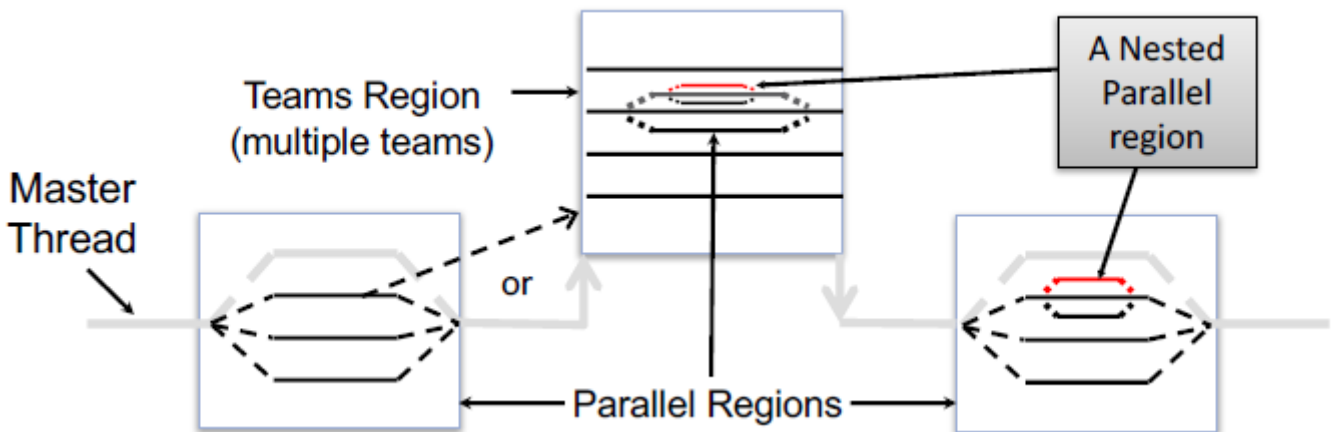 Teams Region
(multiple teams)
A Nested
Parallel
region
Master
Thread
or
Parallel Regions